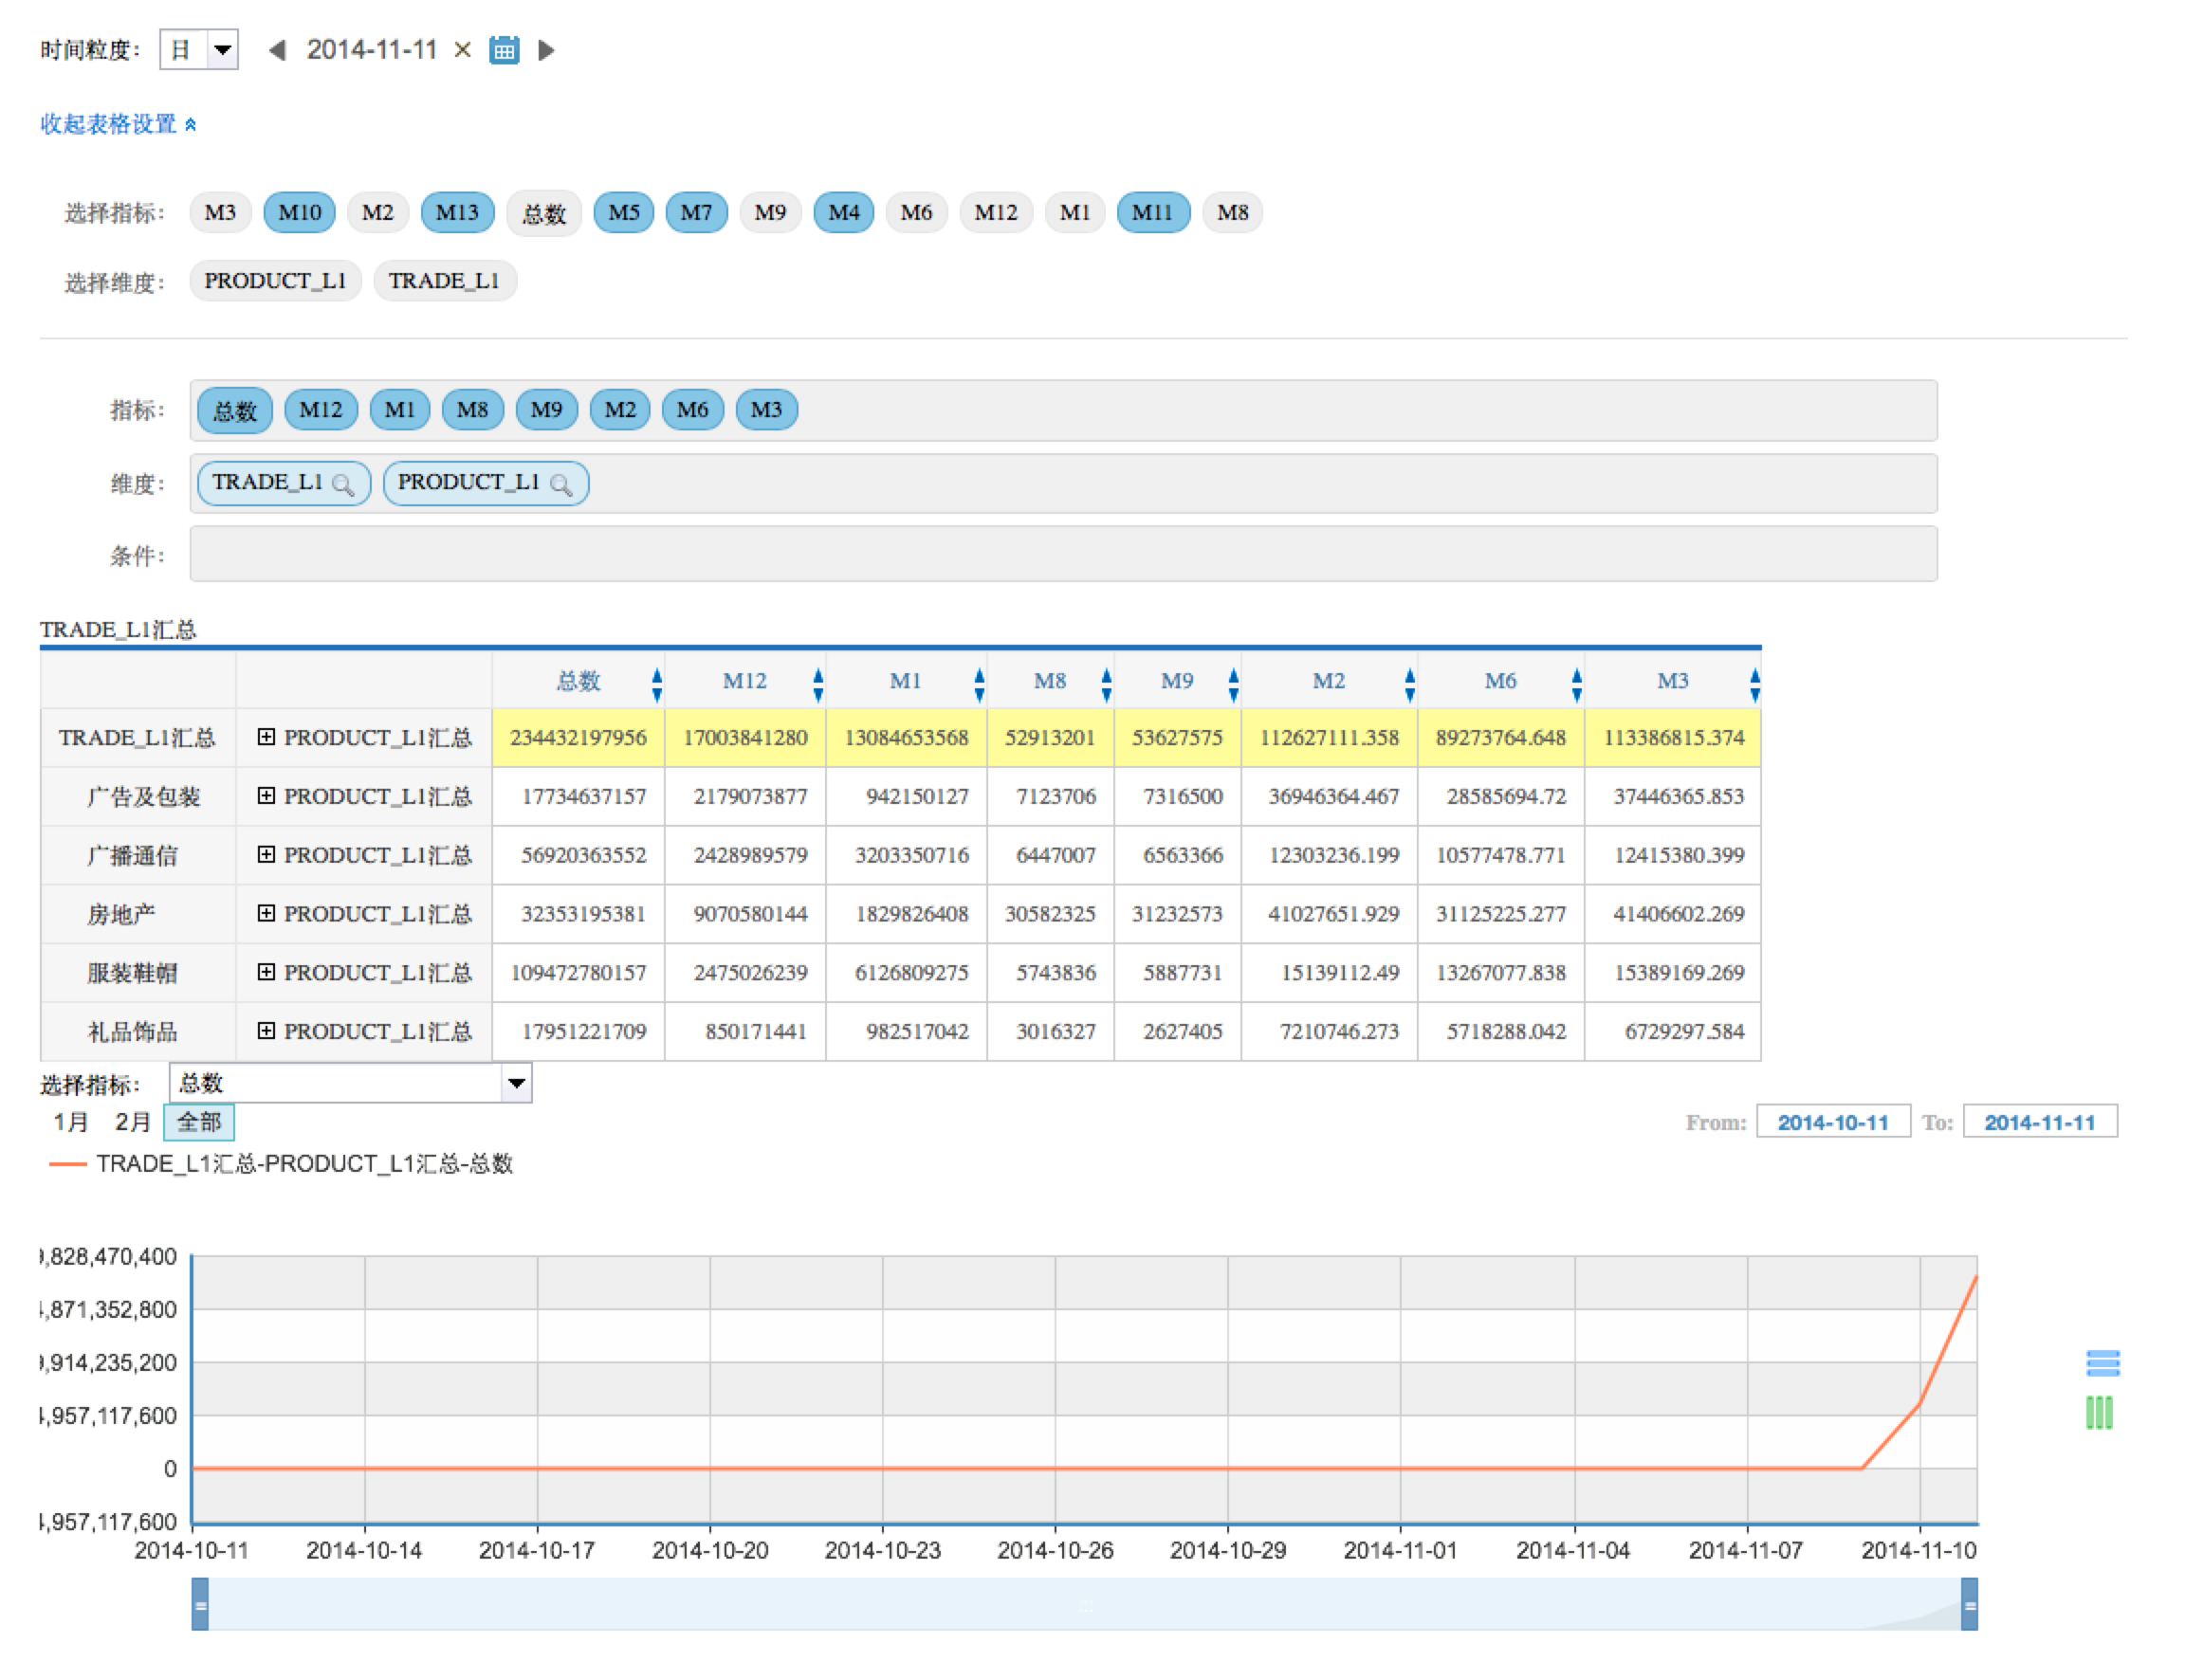 时间粒度： 日 2014-11-11
收起表格设置
选择指标： M3 M10 M2 M13 总数 M5 M7 M9 M4 M6 M12 M1 M11 M8
选择维度： PRODUCT_L1 TRADE_L1
指标： 总数 M12 M1 M8 M9 M2 M6 M3
维度： TRADE_L1 PRODUCT_L1
条件：
TRADE_L1汇总
总数 M12 M1 M8 M9 M2 M6 M3
TRADE_L1汇总 PRODUCT_L1汇总 234432197956 17003841280 13084653568 52913201 53627575 112627111.358 89273764.648 113386815.374
广告及包装 PRODUCT_L1汇总 17734637157 2179073877 942150127 7123706 7316500 36946364.467 28585694.72 37446365.853
广播通信 PRODUCT_L1汇总 56920363552 2428989579 3203350716 6447007 6563366 12303236.199 10577478.771 12415380.399
房地产 PRODUCT_L1汇总 32353195381 9070580144 1829826408 30582325 31232573 41027651.929 31125225.277 41406602.269
服装鞋帽 PRODUCT_L1汇总 109472780157 2475026239 6126809275 5743836 5887731 15139112.49 13267077.838 15389169.269
礼品饰品 PRODUCT_L1汇总 17951221709 850171441 982517042 3016327 2627405 7210746.273 5718288.042 6729297.584
选择指标： 总数
1月 2月 全部 From: 2014-10-11 To: 2014-11-11
TRADE_L1汇总-PRODUCT_L1汇总-总数
,828,470,400
,871,352,800
,914,235,200
,957,117,600
0
,957,117,600
2014-10-11 2014-10-14 2014-10-17 2014-10-20 2014-10-23 2014-10-26 2014-10-29 2014-11-01 2014-11-04 2014-11-07 2014-11-10